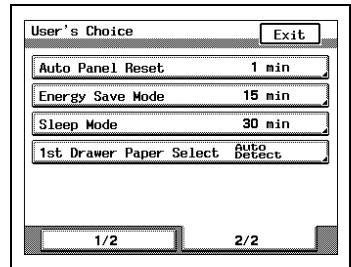 User's Choice Exit
Auto Panel Reset 1 min
Energy Save Mode 15 min
Sleep Mode 30 min
1st Drawer Paper Select Auto Detect
1/2 2/2